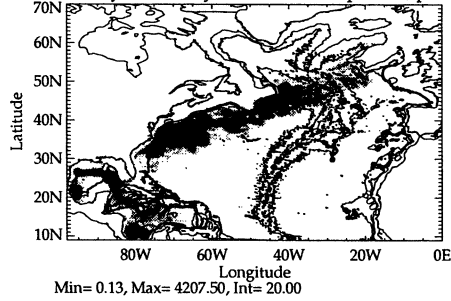 70N
60N
50N
40N
30N
20N
10N
Latitude
80W 60W 40W 20W 0E
Longitude
Min= 0.13, Max= 4207.50, Int= 20.00